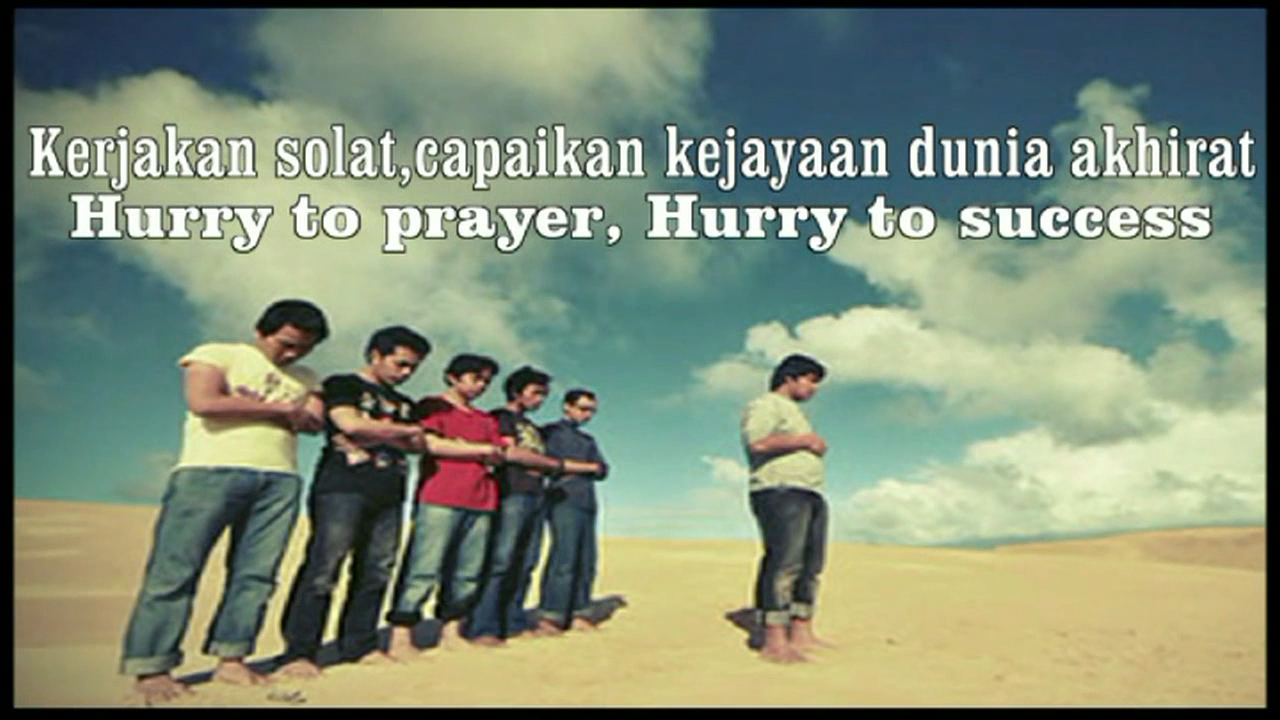 Kerjakan solat,capaikan kejayaan dunia akhirat
Hurry to prayer, Hurry to success